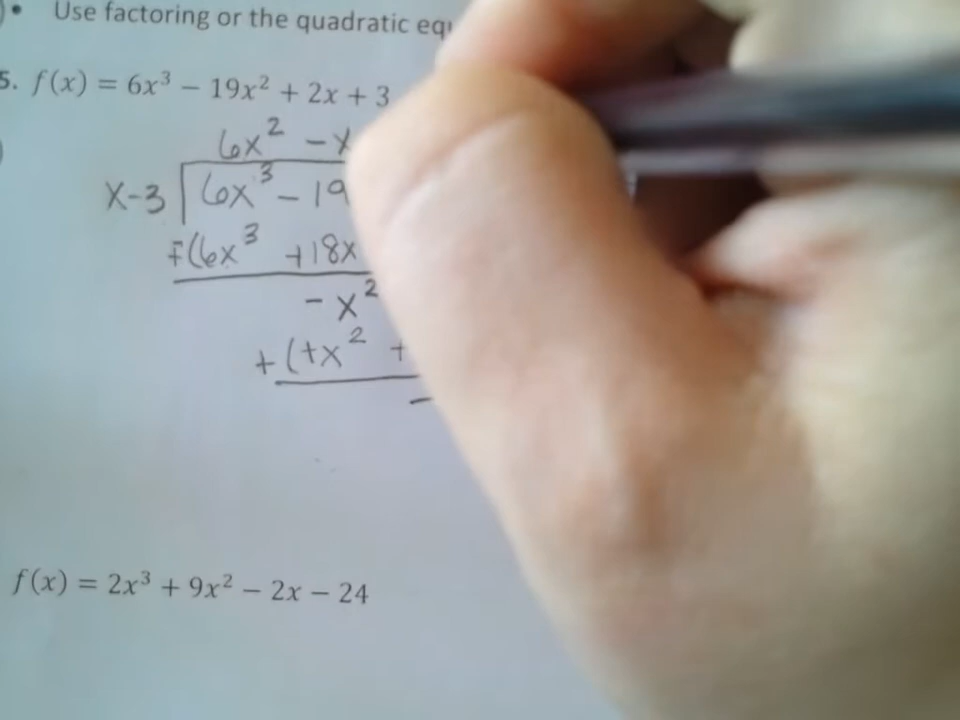 • Use factoring or the quadratic
5. f(x) = 6x³ − 19x² + 2x + 3
6x² − x
x-3 6x³ − 19
-(6x³ +18x
- x²
+(+x² +
−
f(x) = 2x³ + 9x² − 2x − 24